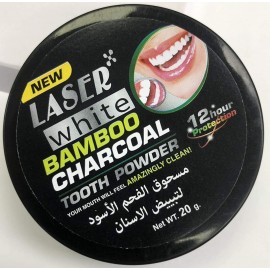 NEW
LASER
white
BAMBOO
CHARCOAL
TOOTH POWDER
YOUR MOUTH WILL FEEL AMAZINGLY CLEAN!
12 hour
Protection
مسحوق الفحم الأسود
لتبييض الاسنان
NET WT. 20 g.